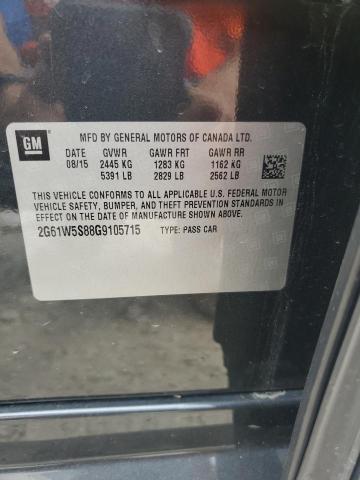 GM
MFD BY GENERAL MOTORS OF CANADA LTD.
DATE GVWR GAWR FRT GAWR RR
08/15 2445 KG 1283 KG 1162 KG
5391 LB 2829 LB 2562 LB
THIS VEHICLE CONFORMS TO ALL APPLICABLE U.S. FEDERAL MOTOR
VEHICLE SAFETY, BUMPER, AND THEFT PREVENTION STANDARDS
IN EFFECT ON THE DATE OF MANUFACTURE SHOWN ABOVE.
2G61W5S88G9105715 TYPE: PASS CAR